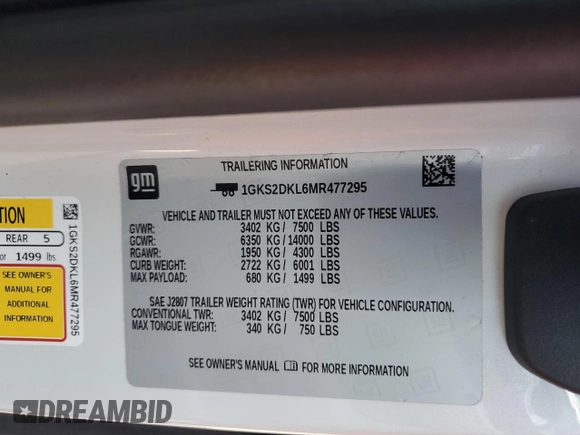 TION
REAR 5
or 1499 lbs.
SEE OWNER'S
MANUAL FOR
ADDITIONAL
INFORMATION
1GKS2DKL6MR477295
gm
TRAILERING INFORMATION
1GKS2DKL6MR477295
VEHICLE AND TRAILER MUST NOT EXCEED ANY OF THESE VALUES.
GVWR: 3402 KG / 7500 LBS
GCWR: 6350 KG / 14000 LBS
RGAWR: 1950 KG / 4300 LBS
CURB WEIGHT: 2722 KG / 6001 LBS
MAX PAYLOAD: 680 KG / 1499 LBS
SAE J2807 TRAILER WEIGHT RATING (TWR) FOR VEHICLE CONFIGURATION.
CONVENTIONAL TWR: 3402 KG / 7500 LBS
MAX TONGUE WEIGHT: 340 KG / 750 LBS
SEE OWNER'S MANUAL FOR MORE INFORMATION
DREAMBID